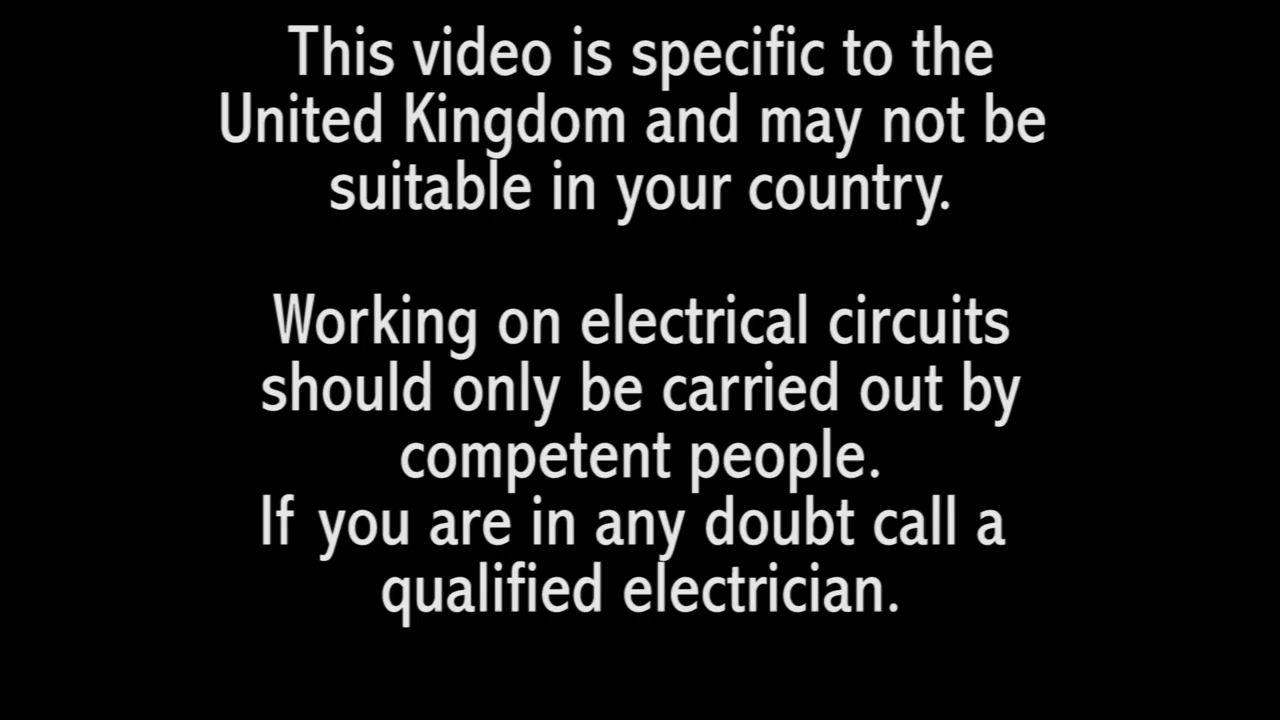 This video is specific to the
United Kingdom and may not be
suitable in your country.
Working on electrical circuits
should only be carried out by
competent people.
If you are in any doubt call a
qualified electrician.